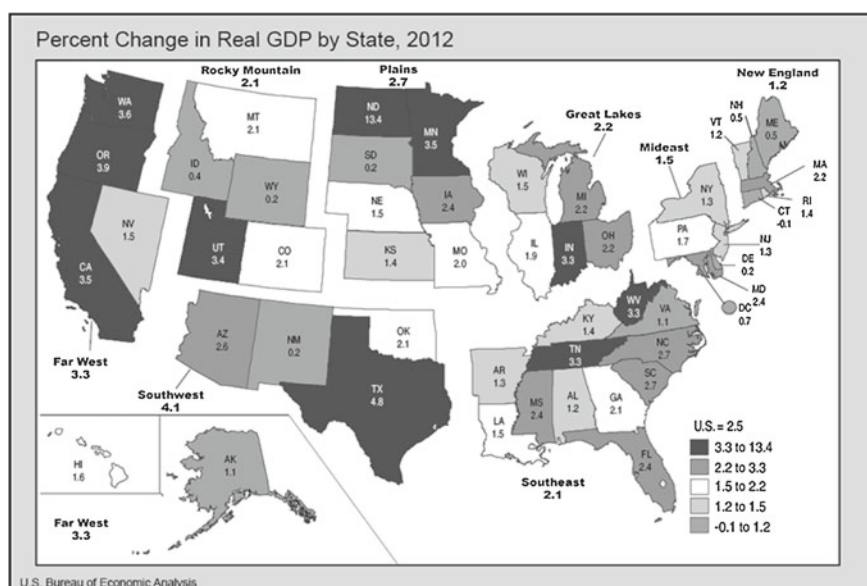 Percent Change in Real GDP by State, 2012
Rocky Mountain
2.1
Plains
2.7
New England
1.2
Great Lakes
2.2
Mideast
1.5
WA
3.6
MT
2.1
ND
13.4
MN
3.5
VT
1.2
NH
0.5
ME
0.5
OR
3.9
ID
0.4
WY
0.2
SD
0.2
WI
1.5
MI
2.2
NY
1.3
MA
2.2
RI
1.4
CT
-0.1
NV
1.5
UT
3.4
CO
2.1
NE
1.5
IA
2.4
IL
1.9
IN
3.3
OH
2.2
PA
1.7
NJ
1.3
DE
0.2
MD
2.4
DC
0.7
CA
3.5
KS
1.4
MO
2.0
KY
1.4
WV
3.3
VA
1.1
AZ
2.6
NM
0.2
OK
2.1
TX
4.8
AR
1.3
TN
3.3
NC
2.7
SC
2.7
LA
1.5
MS
2.4
AL
1.2
GA
2.1
FL
2.4
Far West
3.3
Southwest
4.1
Southeast
2.1
HI
1.6
AK
1.1
Far West
3.3
U.S. = 2.5
3.3 to 13.4
2.2 to 3.3
1.5 to 2.2
1.2 to 1.5
-0.1 to 1.2
U.S. Bureau of Economic Analysis